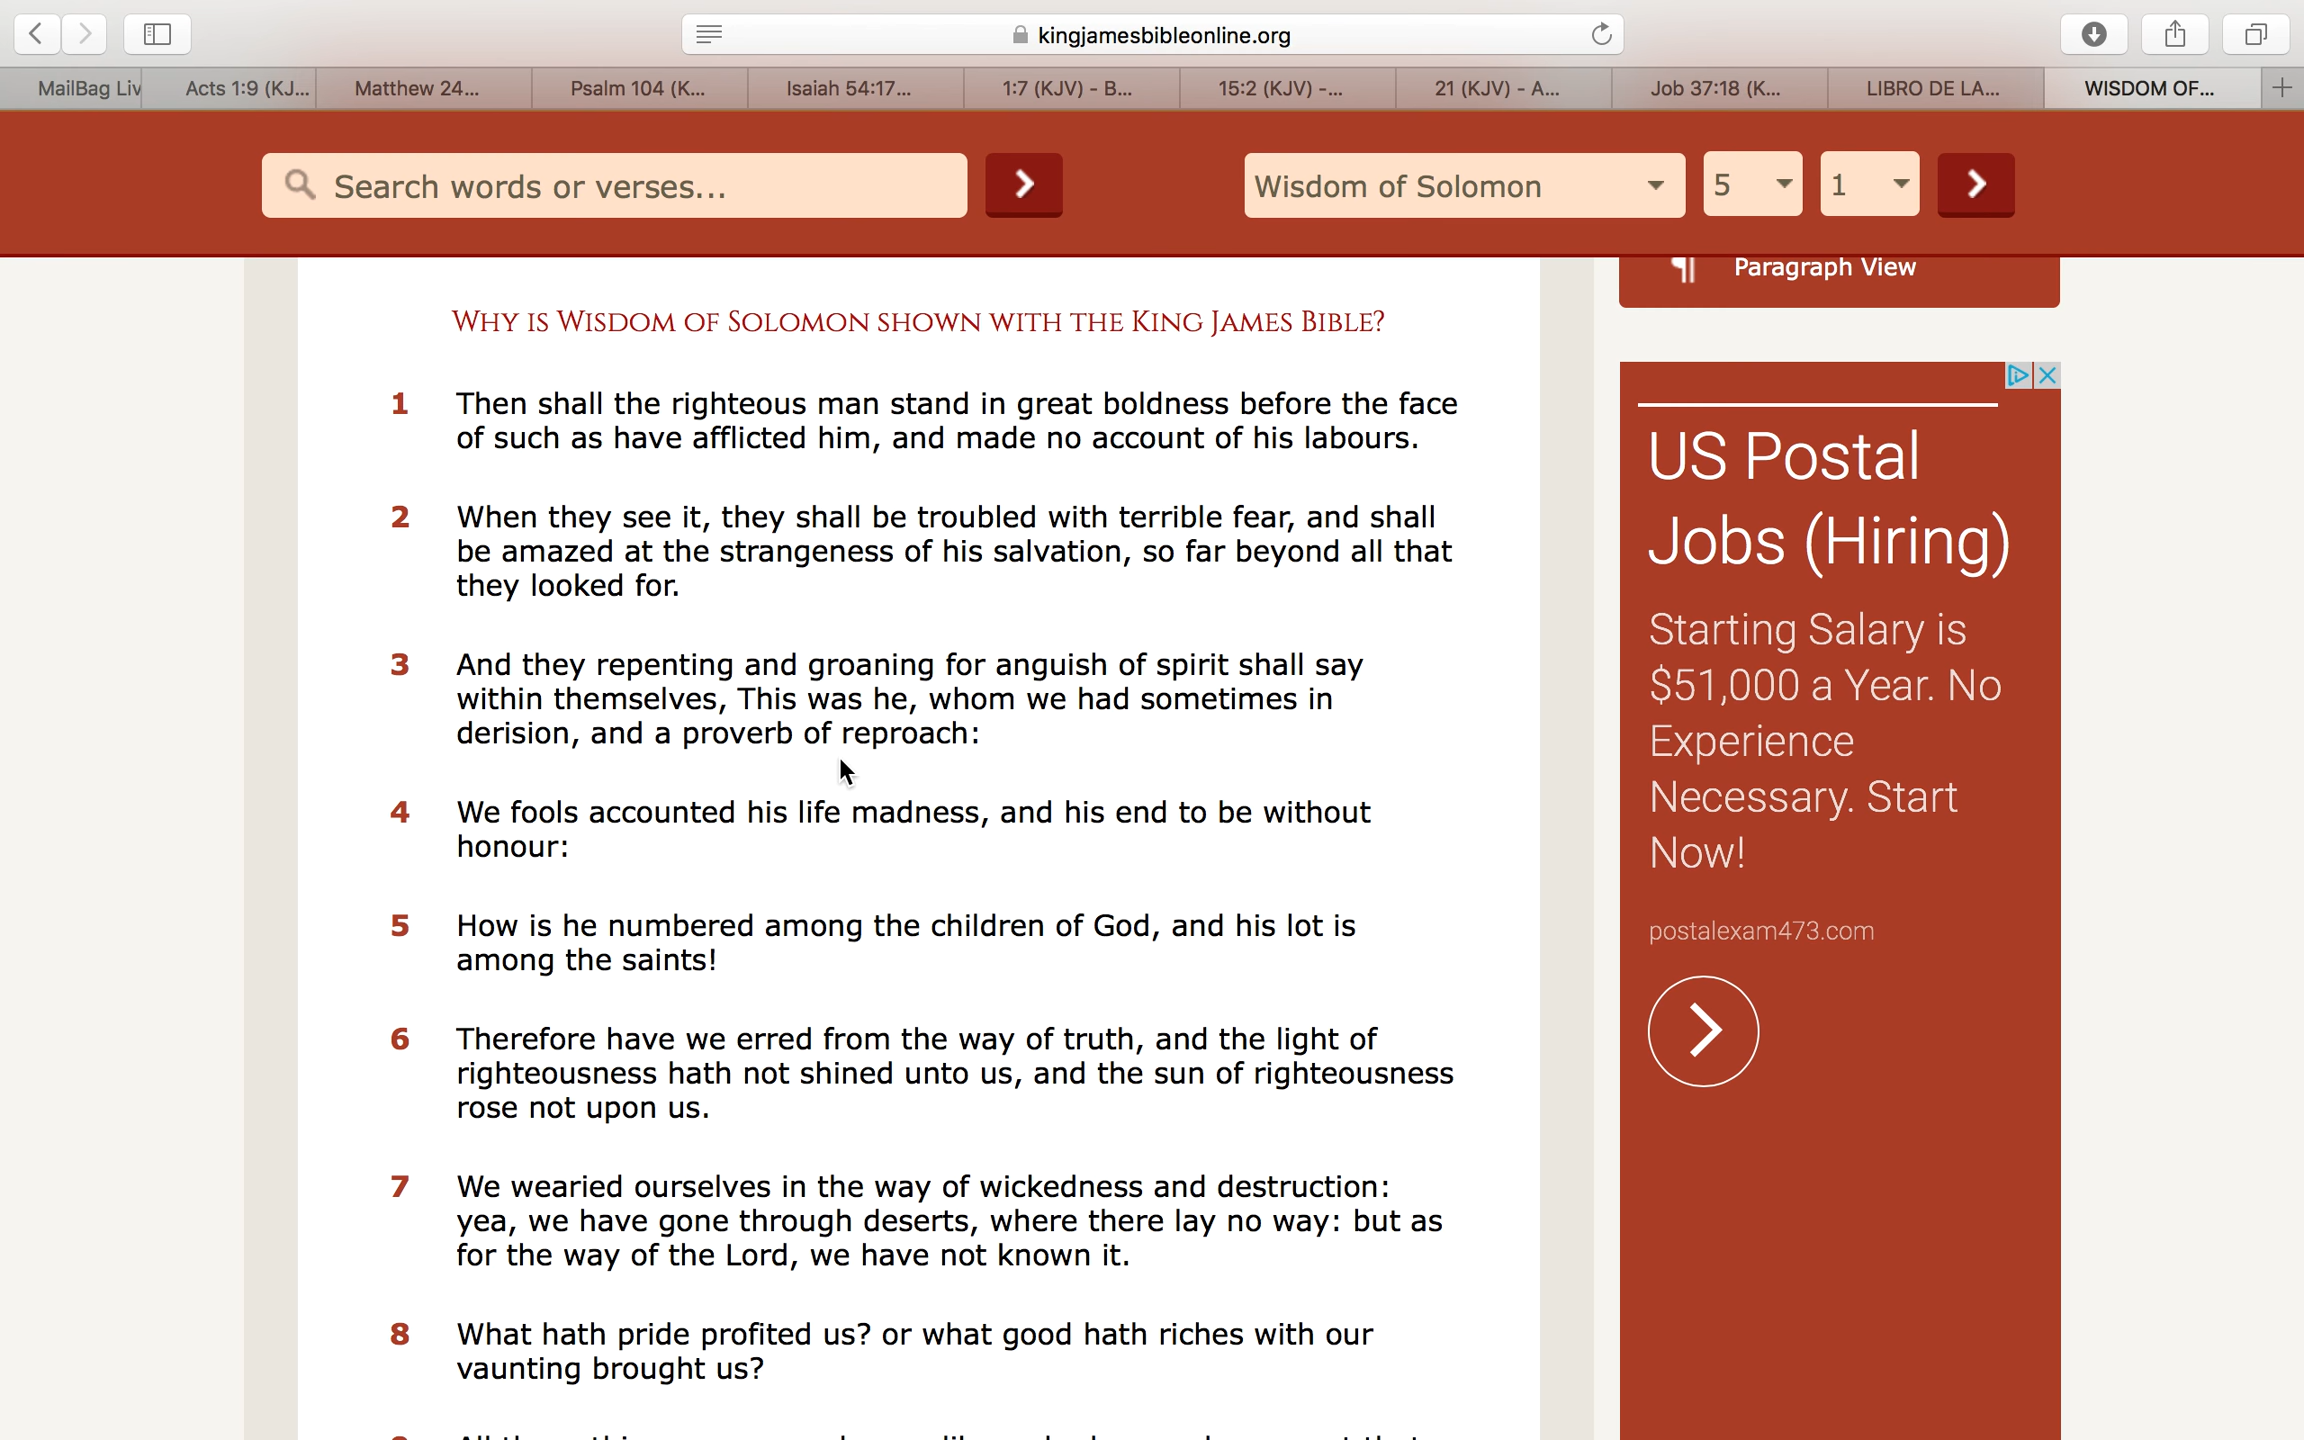 kingjamesbibleonline.org
MailBag Liv
Acts 1:9 (KJ...
Matthew 24...
Psalm 104 (K...
Isaiah 54:17...
1:7 (KJV) - B...
15:2 (KJV) -...
21 (KJV) - A...
Job 37:18 (K...
LIBRO DE LA...
WISDOM OF...
Search words or verses...
Wisdom of Solomon
5
1
Paragraph View
WHY IS WISDOM OF SOLOMON SHOWN WITH THE KING JAMES BIBLE?
1 Then shall the righteous man stand in great boldness before the face
of such as have afflicted him, and made no account of his labours.
2 When they see it, they shall be troubled with terrible fear, and shall
be amazed at the strangeness of his salvation, so far beyond all that
they looked for.
3 And they repenting and groaning for anguish of spirit shall say
within themselves, This was he, whom we had sometimes in
derision, and a proverb of reproach:
4 We fools accounted his life madness, and his end to be without
honour:
5 How is he numbered among the children of God, and his lot is
among the saints!
6 Therefore have we erred from the way of truth, and the light of
righteousness hath not shined unto us, and the sun of righteousness
rose not upon us.
7 We wearied ourselves in the way of wickedness and destruction:
yea, we have gone through deserts, where there lay no way: but as
for the way of the Lord, we have not known it.
8 What hath pride profited us? or what good hath riches with our
vaunting brought us?
US Postal
Jobs (Hiring)
Starting Salary is
$51,000 a Year. No
Experience
Necessary. Start
Now!
postalexam473.com